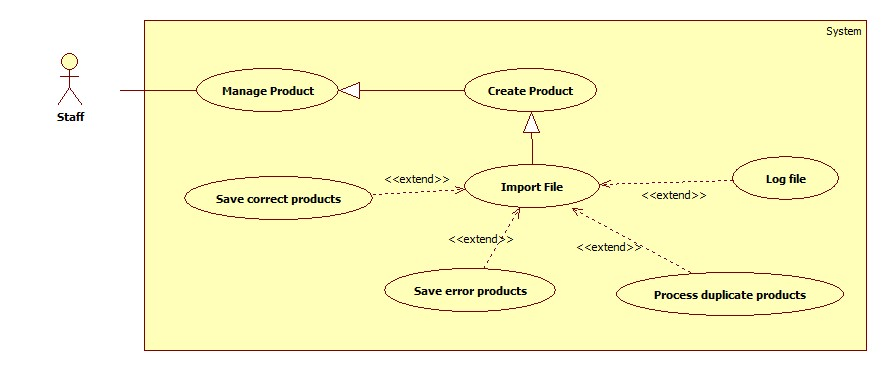 System
Staff
Manage Product
Create Product
Save correct products
<<extend>>
Import File
<<extend>>
Log file
<<extend>>
<<extend>>
Save error products
Process duplicate products